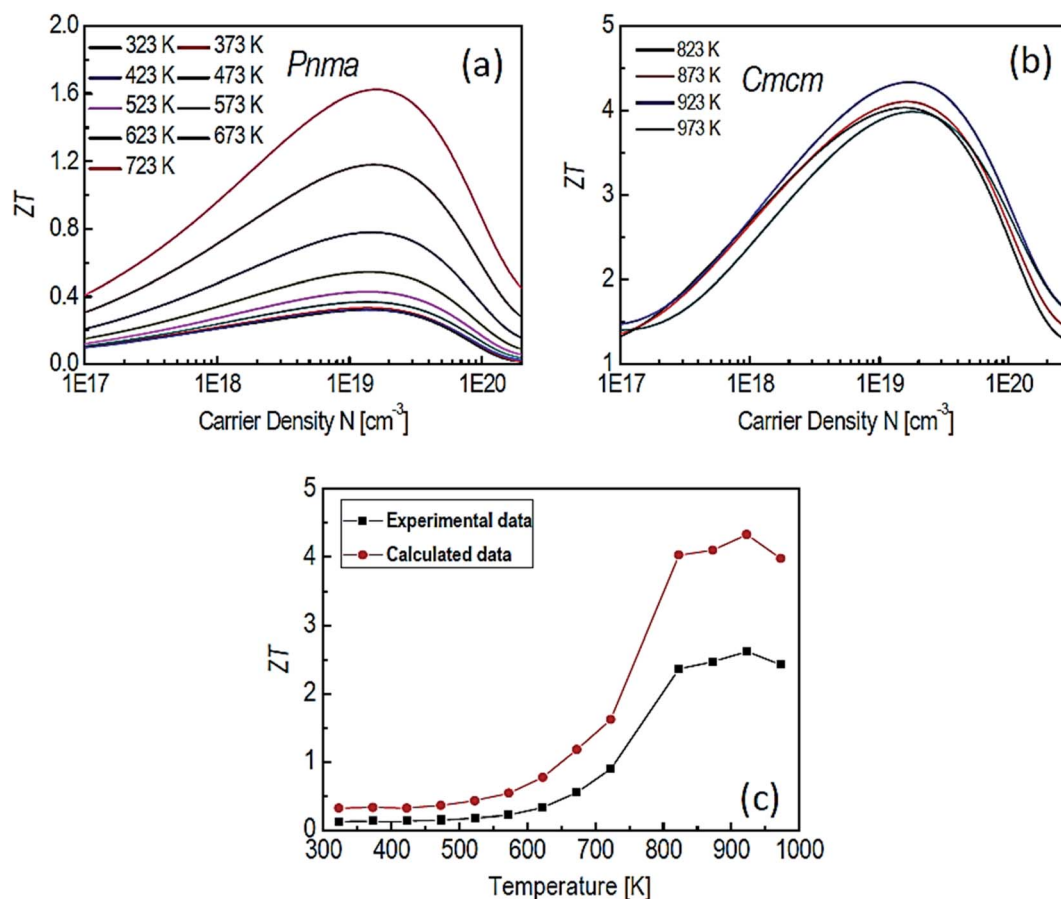 2.0
1.6
1.2
0.8
0.4
0.0
ZT
323 K 373 K
423 K 473 K
523 K 573 K
623 K 673 K
723 K
Pnma
(a)
1E17 1E18 1E19 1E20
Carrier Density N [cm-3]
5
4
3
2
1
ZT
Cmcm
823 K
873 K
923 K
973 K
(b)
1E17 1E18 1E19 1E20
Carrier Density N [cm-3]
5
4
3
2
1
0
ZT
Experimental data
Calculated data
(c)
300 400 500 600 700 800 900 1000
Temperature [K]